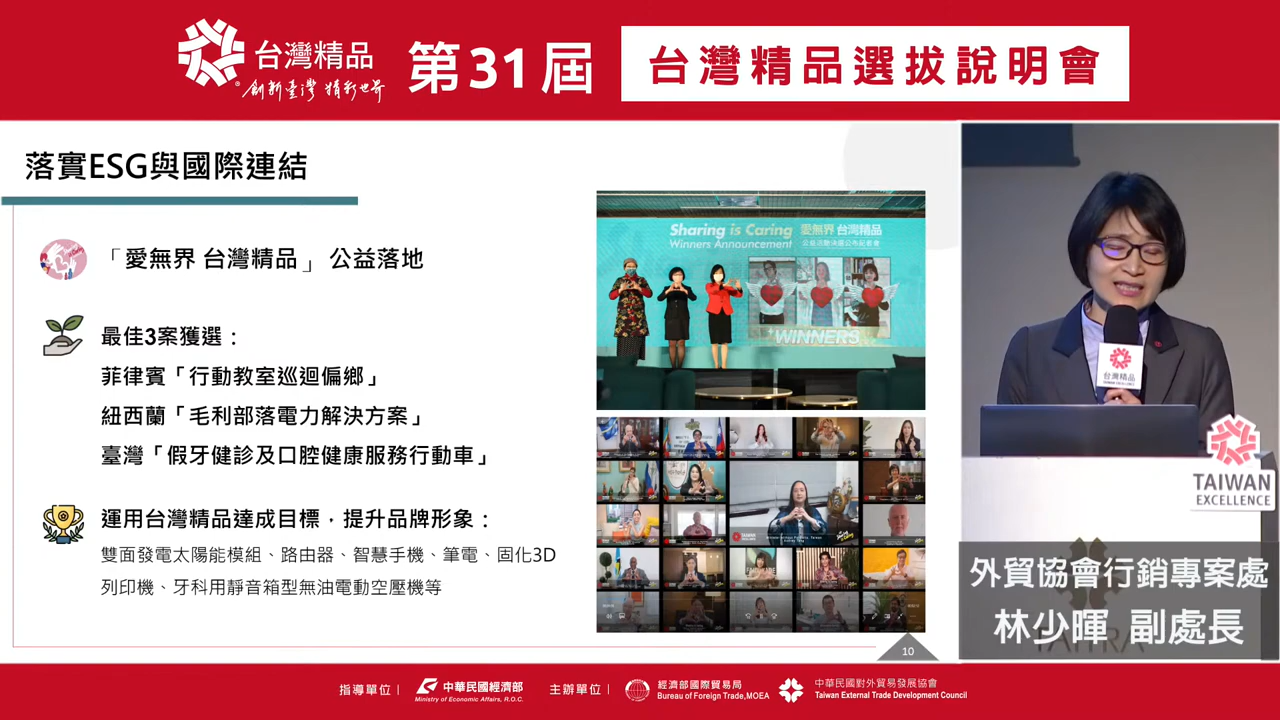 台灣精品
創新臺灣 精彩世界
第31屆
台灣精品選拔說明會
落實ESG與國際連結
「愛無界 台灣精品」 公益落地
最佳3案獲選：
菲律賓「行動教室巡迴偏鄉」
紐西蘭「毛利部落電力解決方案」
臺灣「假牙健診及口腔健康服務行動車」
運用台灣精品達成目標，提升品牌形象：
雙面發電太陽能模組、路由器、智慧手機、筆電、固化3D
列印機、牙科用靜音箱型無油電動空壓機等
Sharing is Caring 愛無界 台灣精品
Winners Announcement
WINNERS
10
台灣精品
TAIWAN EXCELLENCE
TAIWAN
EXCELLENCE
外貿協會行銷專案處
林少暉 副處長
指導單位
中華民國經濟部
Ministry of Economic Affairs, R.O.C.
主辦單位
經濟部國際貿易局
Bureau of Foreign Trade,MOEA
中華民國對外貿易發展協會
Taiwan External Trade Development Council